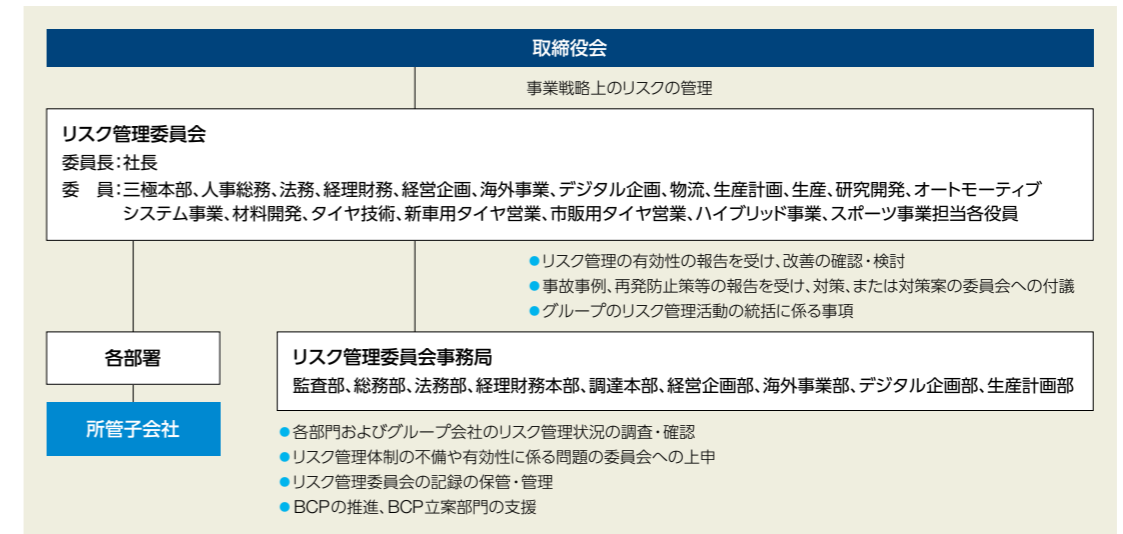 取締役会
事業戦略上のリスクの管理
リスク管理委員会
委員長：社長
委　員：三極本部、人事総務、法務、経理財務、経営企画、海外事業、デジタル企画、物流、生産計画、生産、研究開発、オートモーティブ
システム事業、材料開発、タイヤ技術、新車用タイヤ営業、市販用タイヤ営業、ハイブリッド事業、スポーツ事業担当各役員
●リスク管理の有効性の報告を受け、改善の確認・検討
●事故事例、再発防止策等の報告を受け、対策、または対策案の委員会への付議
●グループのリスク管理活動の統括に係る事項
各部署
所管子会社
リスク管理委員会事務局
監査部、総務部、法務部、経理財務本部、調達本部、経営企画部、海外事業部、デジタル企画部、生産計画部
●各部門およびグループ会社のリスク管理状況の調査・確認
●リスク管理体制の不備や有効性に係る問題の委員会への上申
●リスク管理委員会の記録の保管・管理
●BCPの推進、BCP立案部門の支援